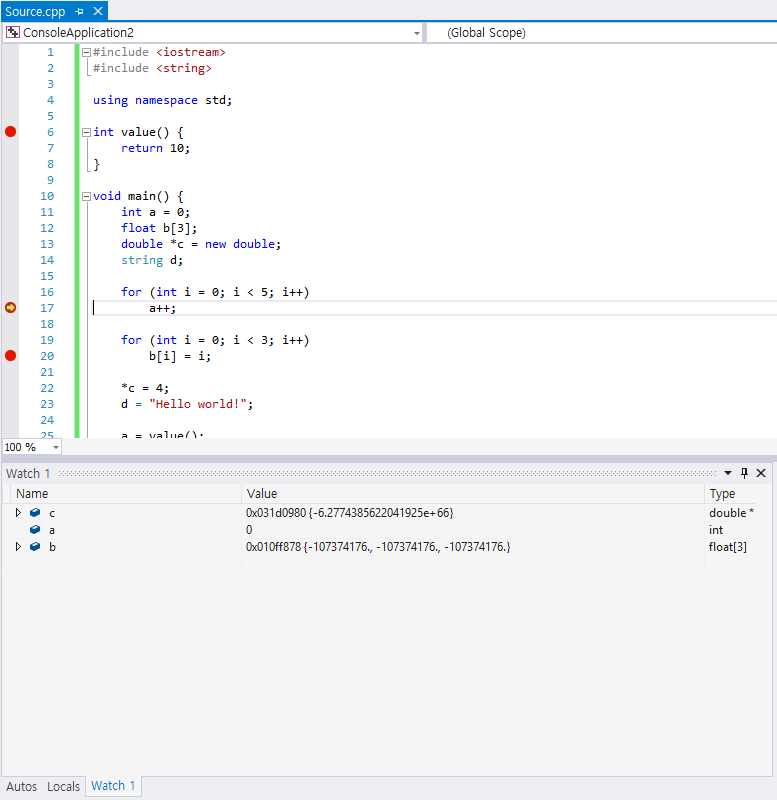 Source.cpp
ConsoleApplication2 (Global Scope)
1 #include <iostream>
2 #include <string>
3
4 using namespace std;
5
6 int value() {
7 return 10;
8 }
9
10 void main() {
11 int a = 0;
12 float b[3];
13 double *c = new double;
14 string d;
15
16 for (int i = 0; i < 5; i++)
17 a++;
18
19 for (int i = 0; i < 3; i++)
20 b[i] = i;
21
22 *c = 4;
23 d = "Hello world!";
24
25 a = value();
100 %
Watch 1
Name Value Type
c 0x031d0980 {-6.2774385622041925e+66} double *
a 0 int
b 0x010ff878 {-107374176., -107374176., -107374176.} float[3]
Autos Locals Watch 1